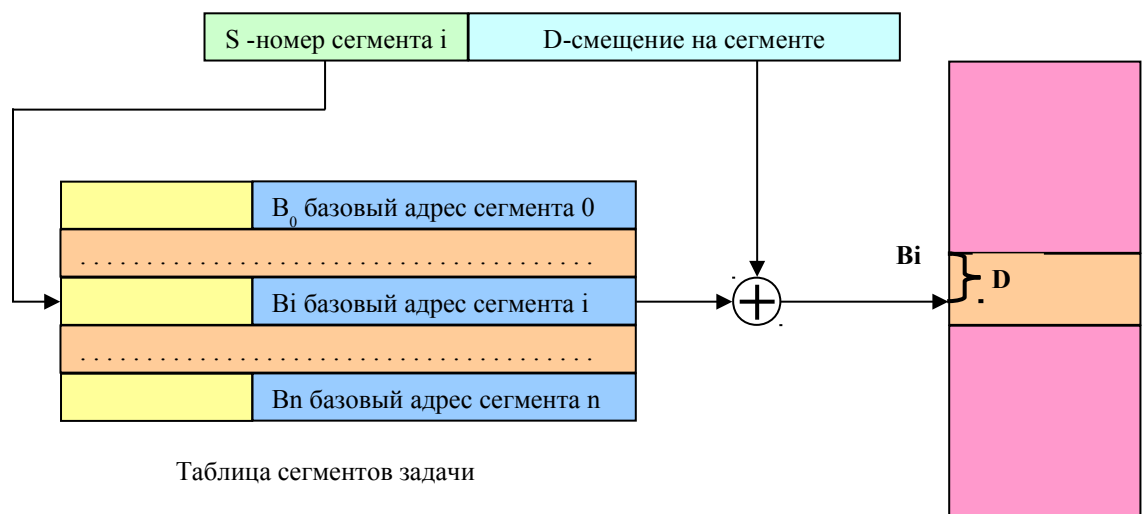 S -номер сегмента i
D-смещение на сегменте
B₀ базовый адрес сегмента 0
. . . . . . . . . . . . . . . . . . . . . . . . . . . . . . . . . . . . . . .
Bi базовый адрес сегмента i
. . . . . . . . . . . . . . . . . . . . . . . . . . . . . . . . . . . . . . .
Bn базовый адрес сегмента n
Bi
D
Таблица сегментов задачи